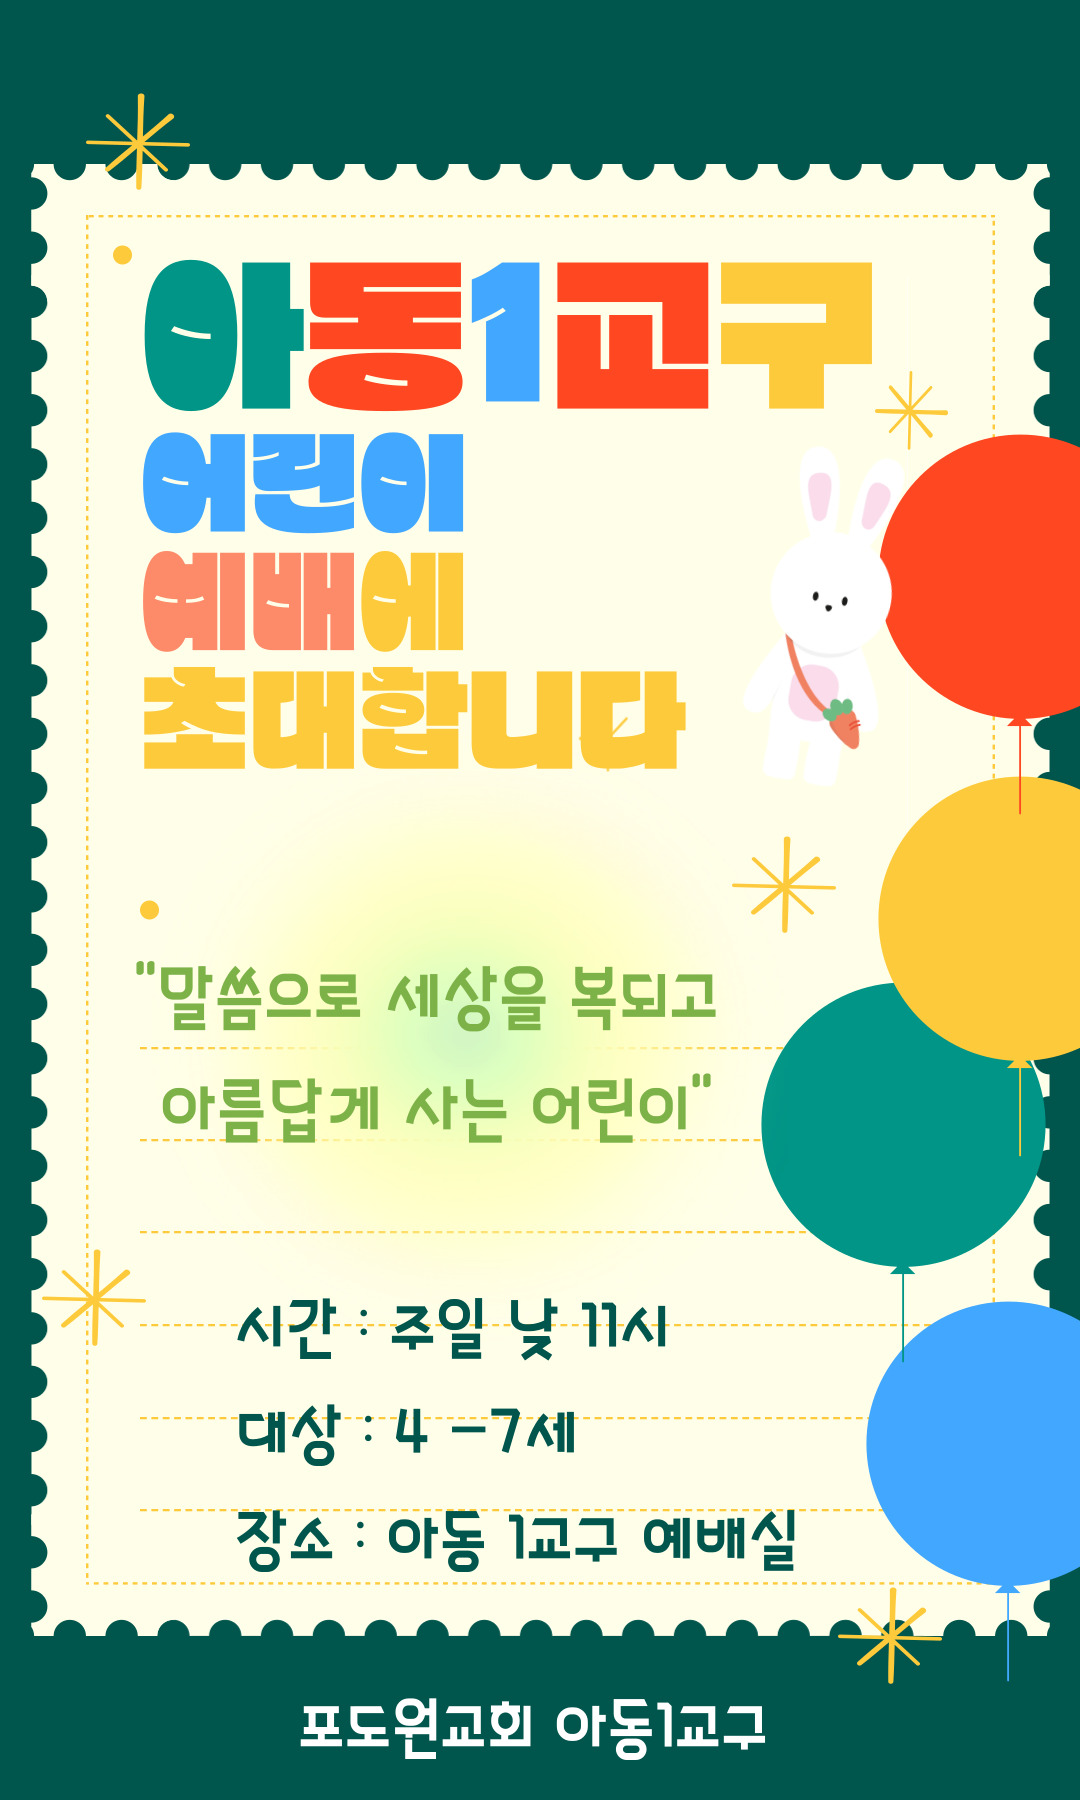 아동1교구
어린이
예배에
초대합니다
"말씀으로 세상을 복되고
아름답게 사는 어린이"
시간 : 주일 낮 11시
대상 : 4 -7세
장소 : 아동 1교구 예배실
포도원교회 아동1교구